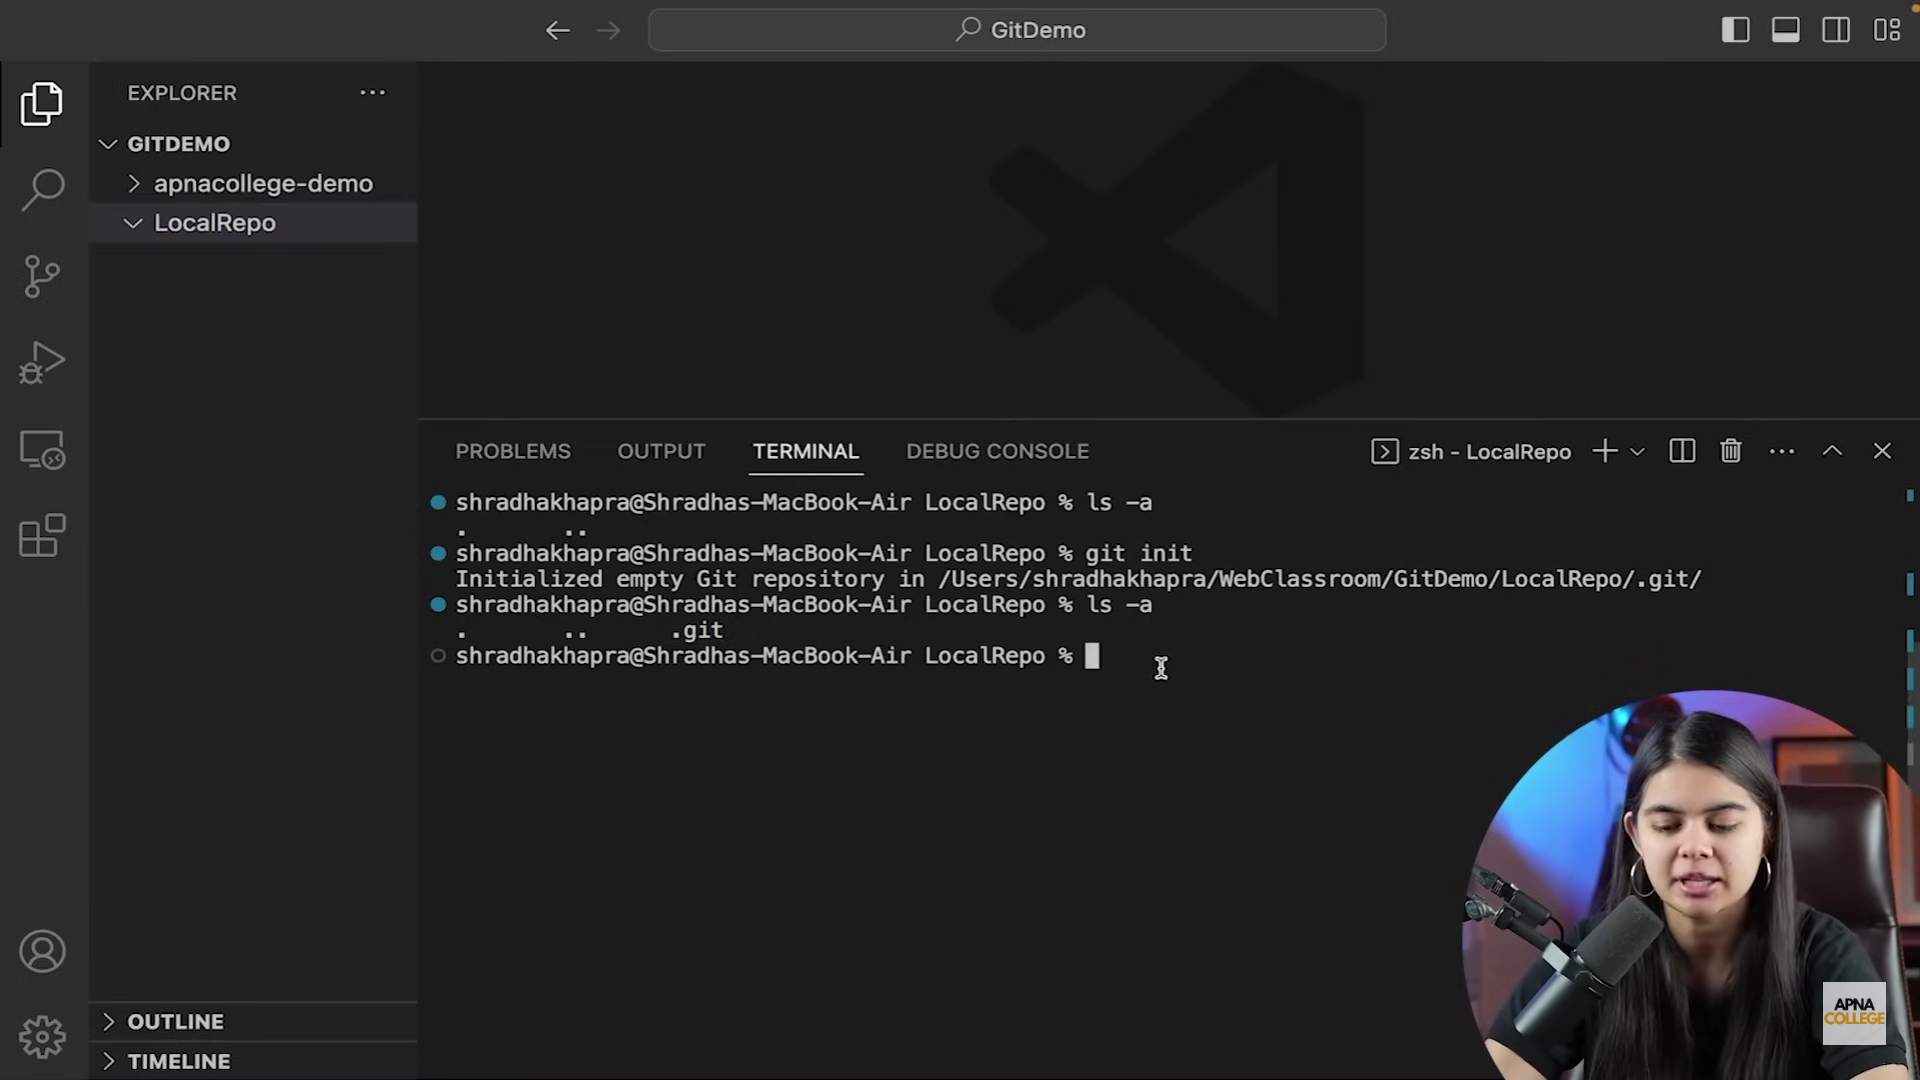 GitDemo
EXPLORER
GITDEMO
apnacollege-demo
LocalRepo
PROBLEMS OUTPUT TERMINAL DEBUG CONSOLE zsh - LocalRepo
shradhakhapra@Shradhas-MacBook-Air LocalRepo % ls -a
. ..
shradhakhapra@Shradhas-MacBook-Air LocalRepo % git init
Initialized empty Git repository in /Users/shradhakhapra/WebClassroom/GitDemo/LocalRepo/.git/
shradhakhapra@Shradhas-MacBook-Air LocalRepo % ls -a
. .. .git
shradhakhapra@Shradhas-MacBook-Air LocalRepo %
OUTLINE
TIMELINE
APNA
COLLEGE